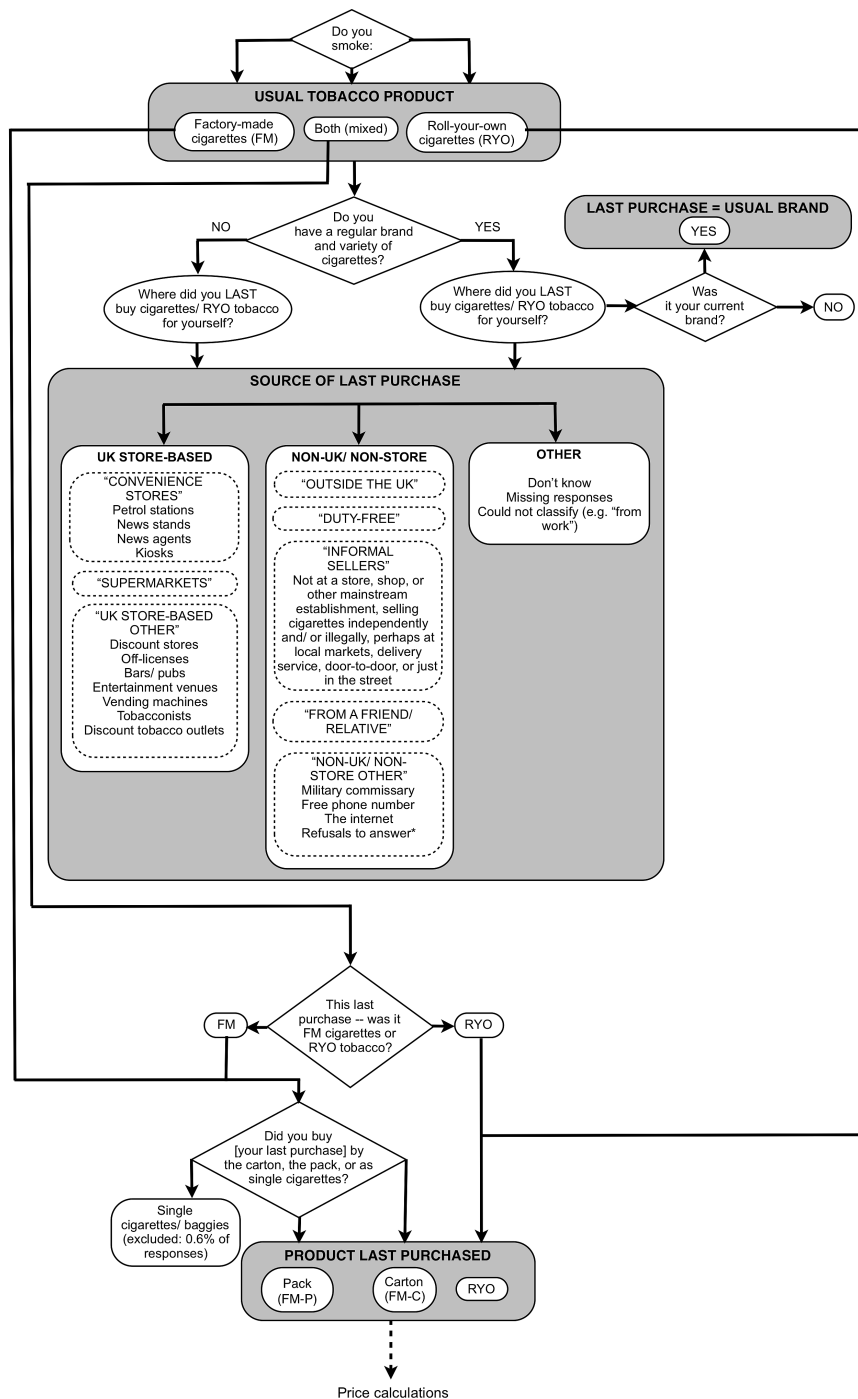 Do you
smoke:
USUAL TOBACCO PRODUCT
Factory-made
cigarettes (FM)
Both (mixed)
Roll-your-own
cigarettes (RYO)
Do you
have a regular brand
and variety of
cigarettes?
NO
YES
LAST PURCHASE = USUAL BRAND
YES
Where did you LAST
buy cigarettes/ RYO tobacco
for yourself?
Where did you LAST
buy cigarettes/ RYO tobacco
for yourself?
Was
it your current
brand?
NO
SOURCE OF LAST PURCHASE
UK STORE-BASED
“CONVENIENCE
STORES”
Petrol stations
News stands
News agents
Kiosks
“SUPERMARKETS”
“UK STORE-BASED
OTHER”
Discount stores
Off-licenses
Bars/ pubs
Entertainment venues
Vending machines
Tobacconists
Discount tobacco outlets
NON-UK/ NON-STORE
“OUTSIDE THE UK”
“DUTY-FREE”
“INFORMAL
SELLERS”
Not at a store, shop, or
other mainstream
establishment, selling
cigarettes independently
and/ or illegally, perhaps at
local markets, delivery
service, door-to-door, or just
in the street
“FROM A FRIEND/
RELATIVE”
“NON-UK/ NON-
STORE OTHER”
Military commissary
Free phone number
The internet
Refusals to answer*
OTHER
Don’t know
Missing responses
Could not classify (e.g. “from
work”)
This last
purchase -- was it
FM cigarettes or
RYO tobacco?
FM
RYO
Did you buy
[your last purchase] by
the carton, the pack, or as
single cigarettes?
Single
cigarettes/ baggies
(excluded: 0.6% of
responses)
PRODUCT LAST PURCHASED
Pack
(FM-P)
Carton
(FM-C)
RYO
Price calculations